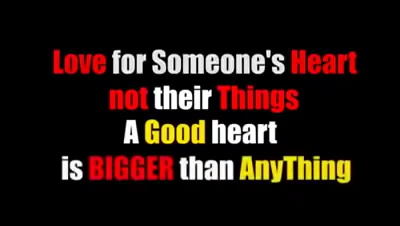 Love for Someone's Heart
not their Things
A Good heart
is BIGGER than AnyThing